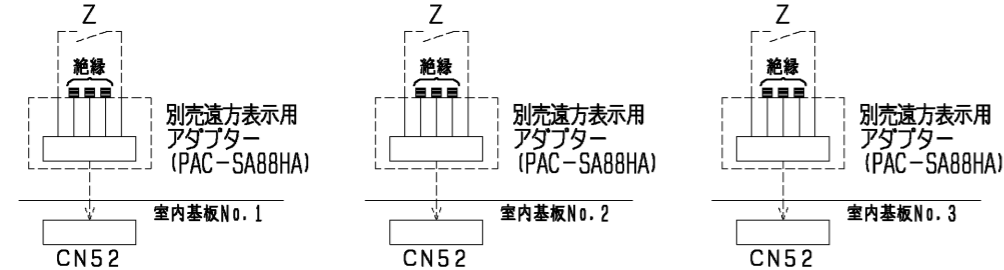 Z
絶縁
別売遠方表示用
アダプター
(PAC-SA88HA)
室内基板No.1
CN52
Z
絶縁
別売遠方表示用
アダプター
(PAC-SA88HA)
室内基板No.2
CN52
Z
絶縁
別売遠方表示用
アダプター
(PAC-SA88HA)
室内基板No.3
CN52